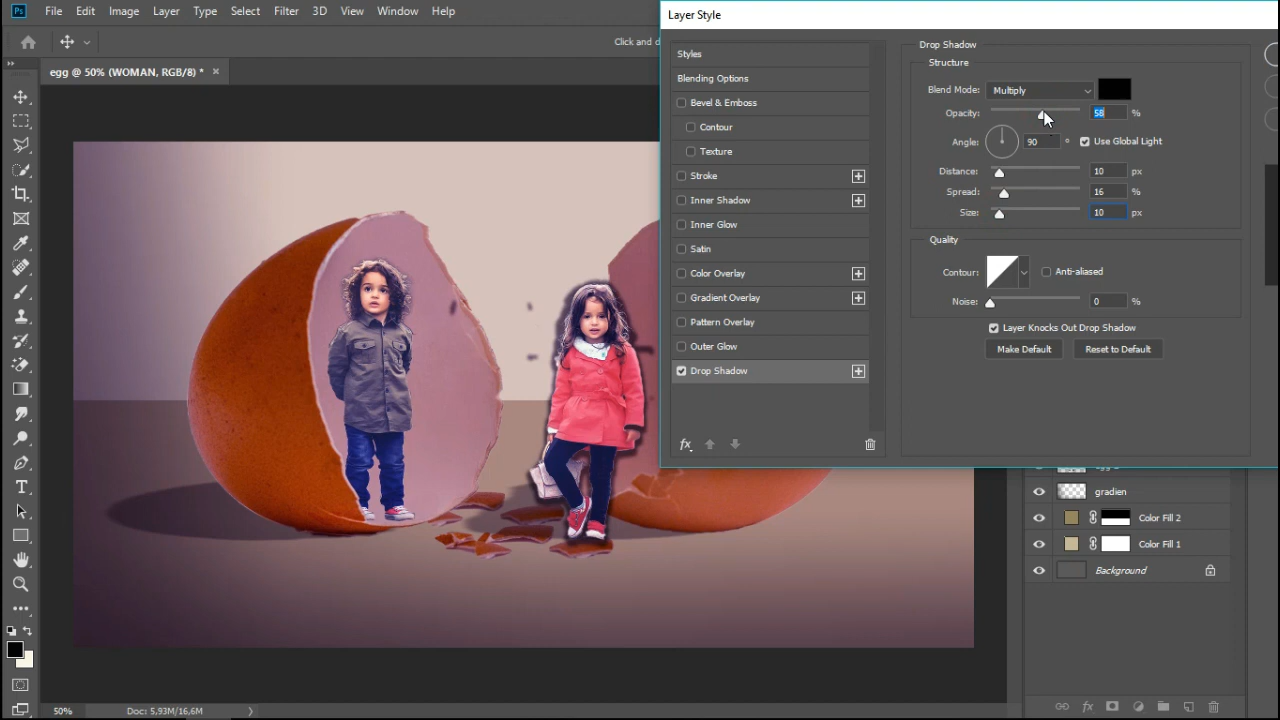 Ps File Edit Image Layer Type Select Filter 3D View Window Help
Layer Style
Click and d
egg @ 50% (WOMAN, RGB/8) *
Styles
Blending Options
Bevel & Emboss
Contour
Texture
Stroke
Inner Shadow
Inner Glow
Satin
Color Overlay
Gradient Overlay
Pattern Overlay
Outer Glow
Drop Shadow
fx
Drop Shadow
Structure
Blend Mode: Multiply
Opacity: 58 %
Angle: 90 ° Use Global Light
Distance: 10 px
Spread: 16 %
Size: 10 px
Quality
Contour: Anti-aliased
Noise: 0 %
Layer Knocks Out Drop Shadow
Make Default Reset to Default
gradien
Color Fill 2
Color Fill 1
Background
fx
50% Doc: 5,93M/16,6M